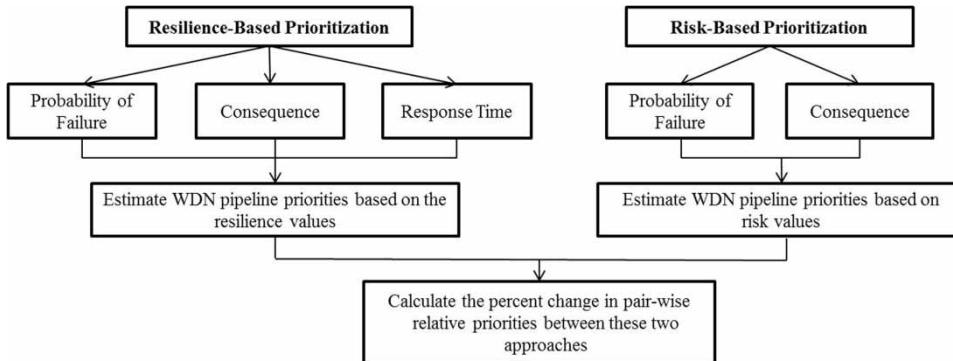 Resilience-Based Prioritization
Risk-Based Prioritization
Probability of
Failure
Consequence
Response Time
Probability of
Failure
Consequence
Estimate WDN pipeline priorities based on the
resilience values
Estimate WDN pipeline priorities based on
risk values
Calculate the percent change in pair-wise
relative priorities between these two
approaches